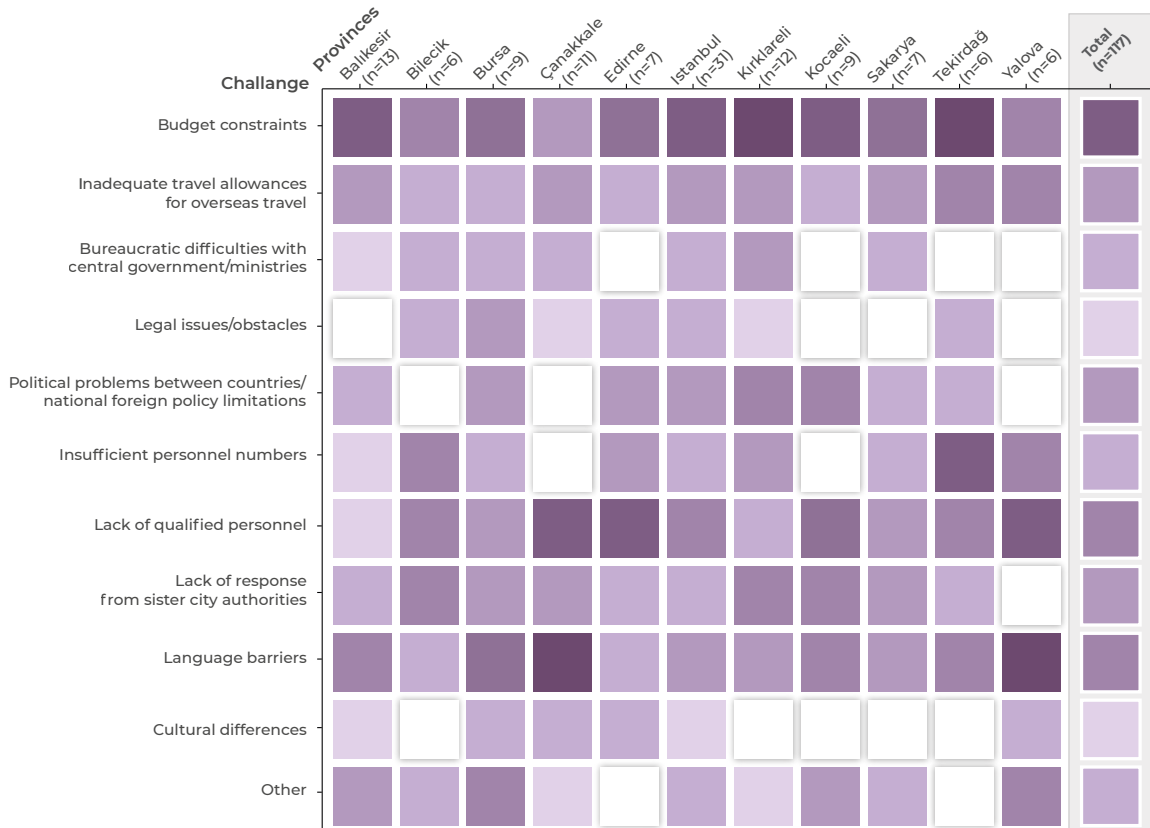 Provinces
Balıkesir
(n=13)
Bilecik
(n=6)
Bursa
(n=9)
Çanakkale
(n=11)
Edirne
(n=7)
Istanbul
(n=31)
Kırklareli
(n=12)
Kocaeli
(n=9)
Sakarya
(n=7)
Tekirdağ
(n=6)
Yalova
(n=6)
Total
(n=117)
Challange
Budget constraints
Inadequate travel allowances
for overseas travel
Bureaucratic difficulties with
central government/ministries
Legal issues/obstacles
Political problems between countries/
national foreign policy limitations
Insufficient personnel numbers
Lack of qualified personnel
Lack of response
from sister city authorities
Language barriers
Cultural differences
Other